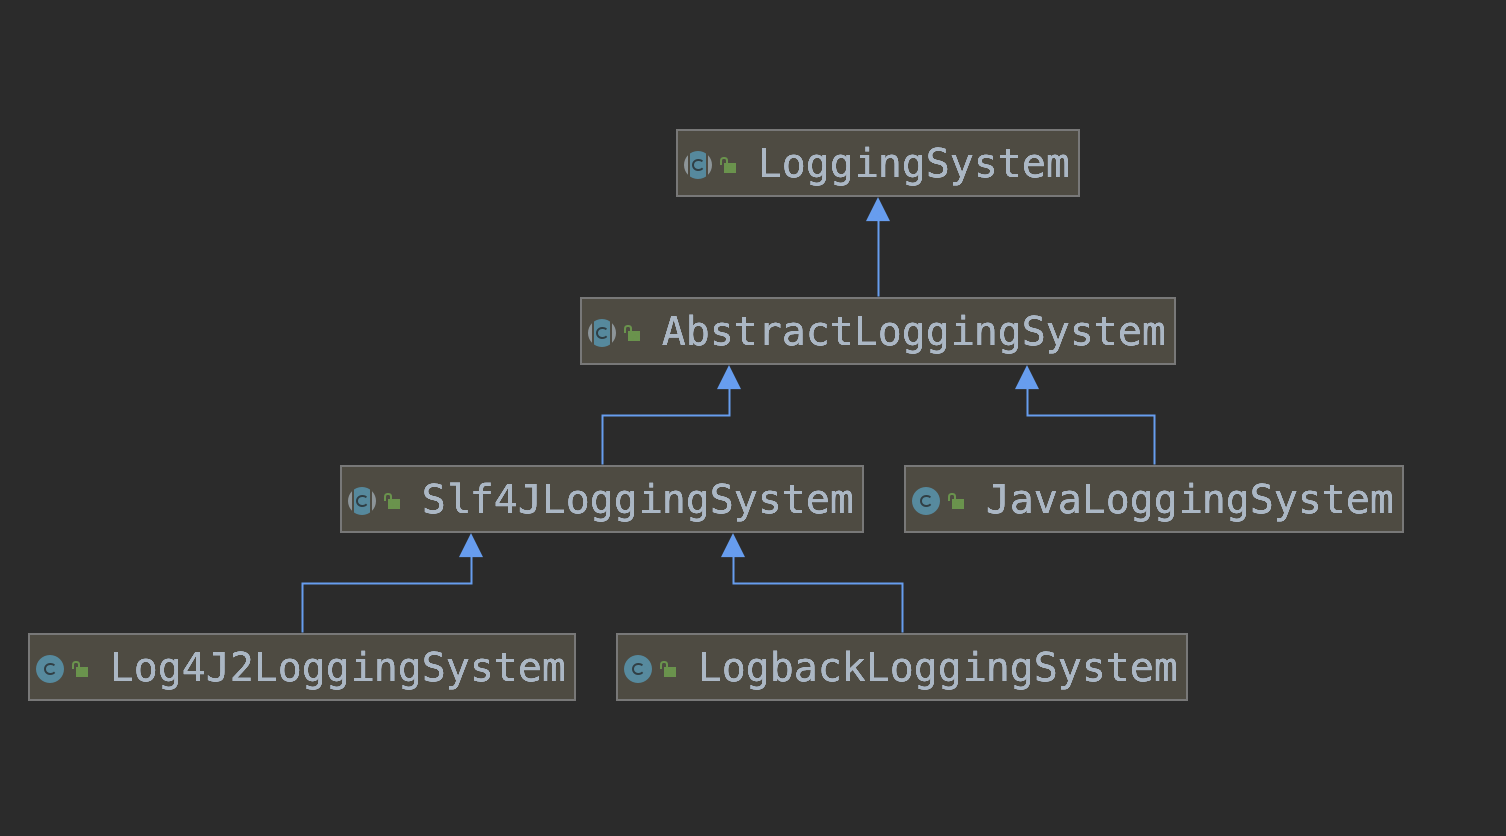 LoggingSystem
AbstractLoggingSystem
Slf4JLoggingSystem
JavaLoggingSystem
Log4J2LoggingSystem
LogbackLoggingSystem